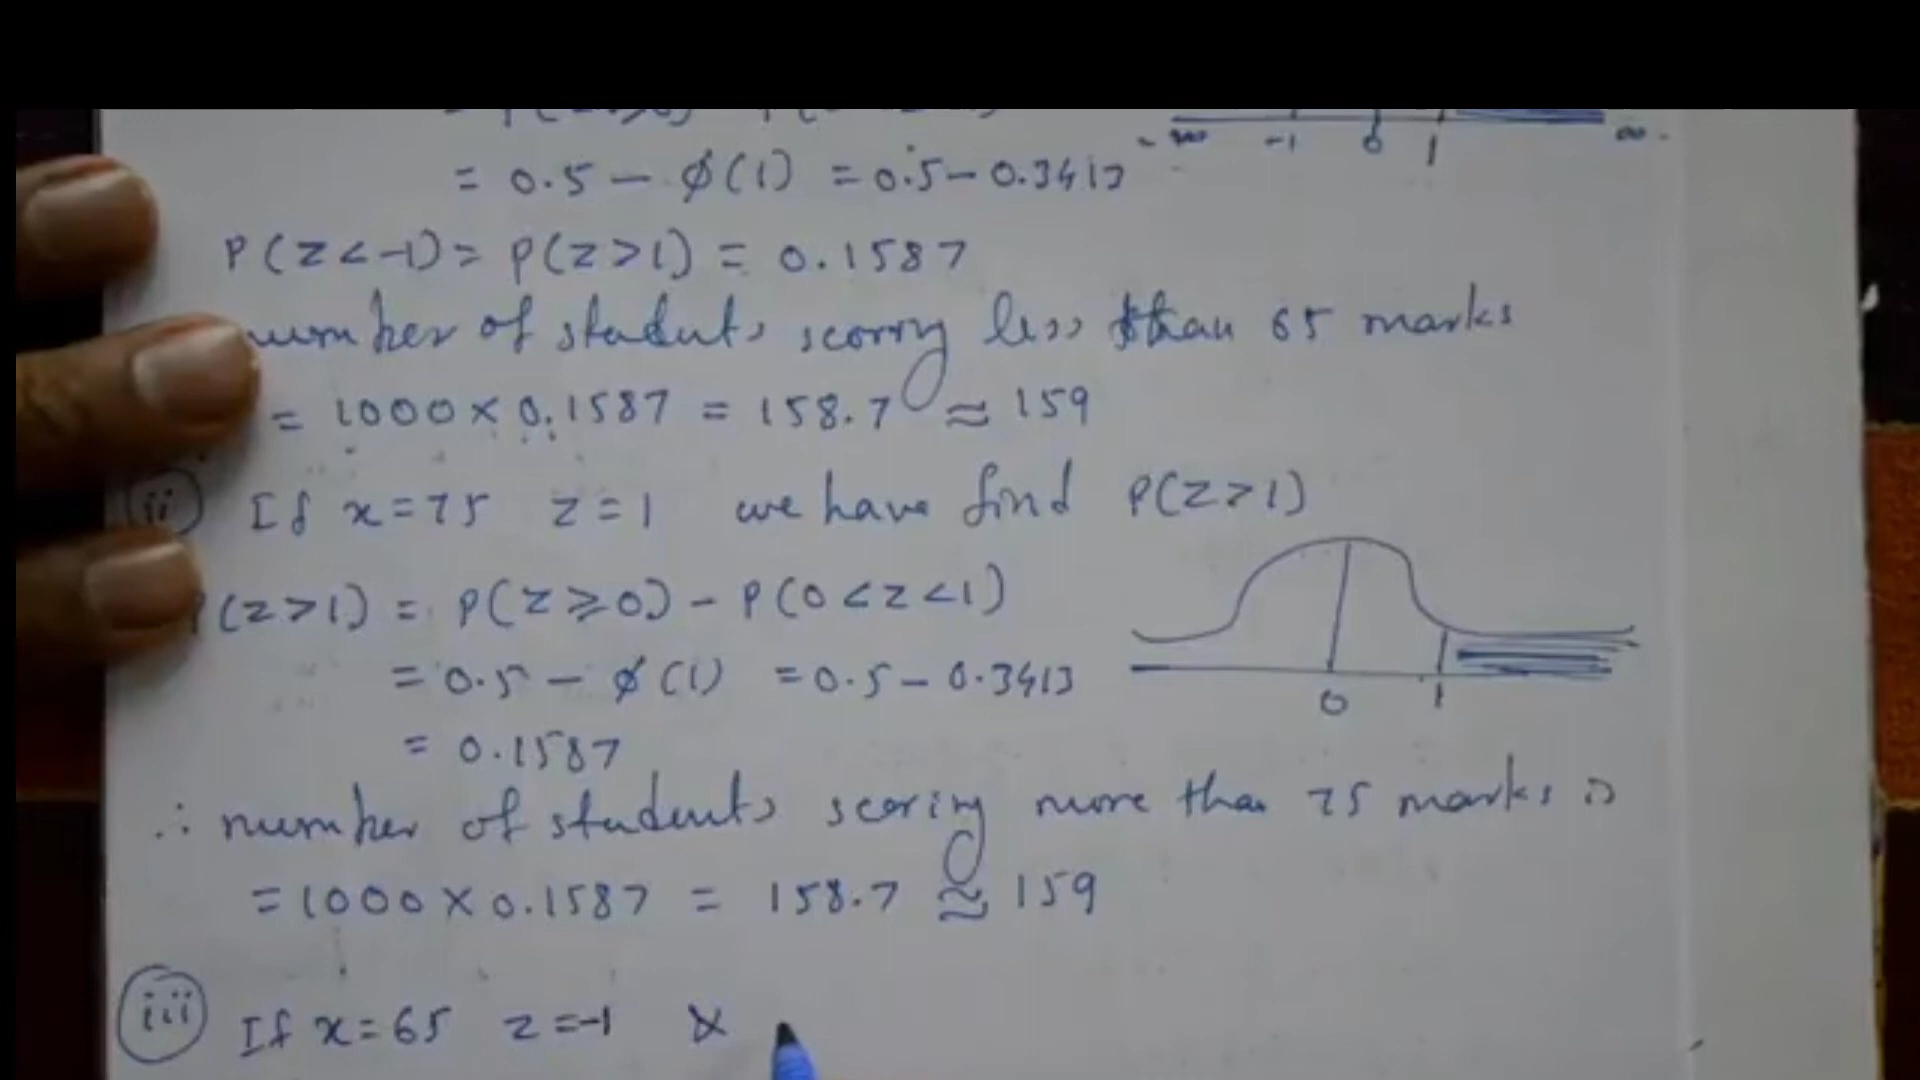 -1 0 1 ∞
= 0.5 - ϕ(1) = 0.5 - 0.3413
P(Z<-1) = P(Z>1) = 0.1587
number of students scoring less than 65 marks
= 1000 × 0.1587 = 158.7 ≈ 159
(ii) If x=75 z=1 we have find P(Z>1)
P(Z>1) = P(Z≥0) - P(0<Z<1)
= 0.5 - ϕ(1) = 0.5 - 0.3413
0 1
= 0.1587
∴ number of students scoring more than 75 marks is
= 1000 × 0.1587 = 158.7 ≈ 159
(iii) If x=65 z=-1 &